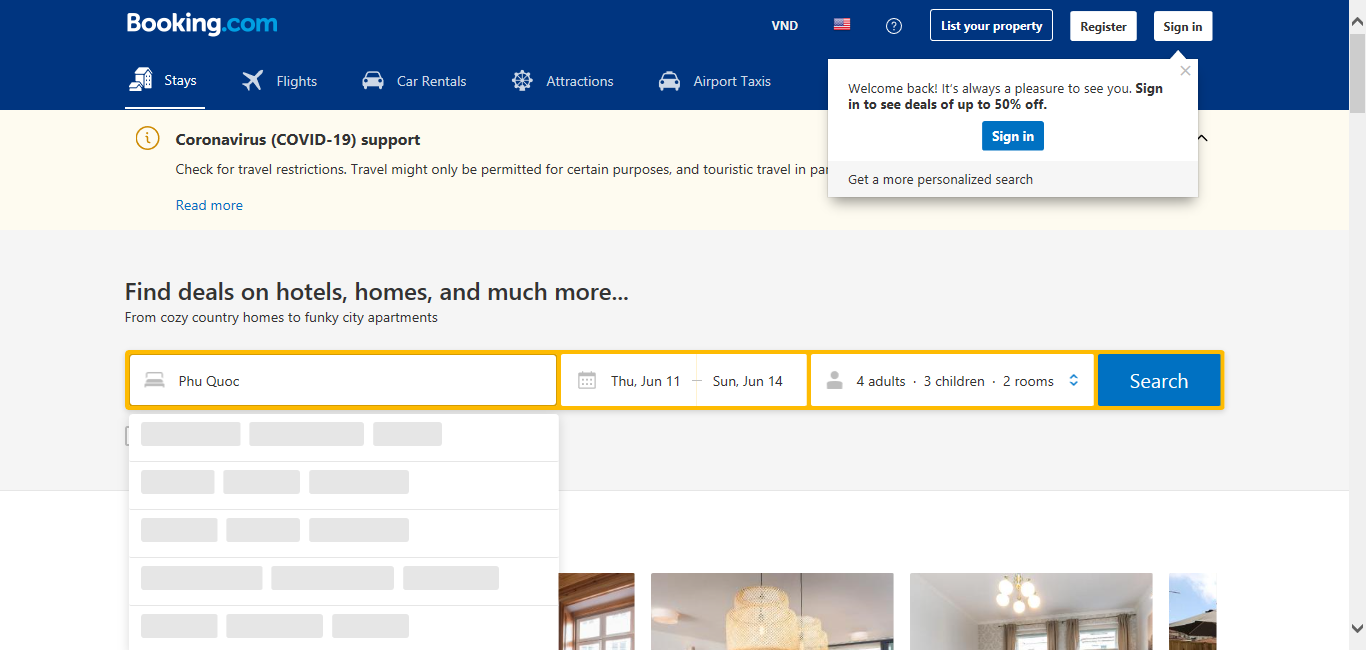 Booking.com
VND
List your property
Register
Sign in
Stays
Flights
Car Rentals
Attractions
Airport Taxis
Welcome back! It's always a pleasure to see you. Sign
in to see deals of up to 50% off.
Sign in
Get a more personalized search
Coronavirus (COVID-19) support
Check for travel restrictions. Travel might only be permitted for certain purposes, and touristic travel in
Read more
Find deals on hotels, homes, and much more...
From cozy country homes to funky city apartments
Phu Quoc
Thu, Jun 11 — Sun, Jun 14
4 adults · 3 children · 2 rooms
Search